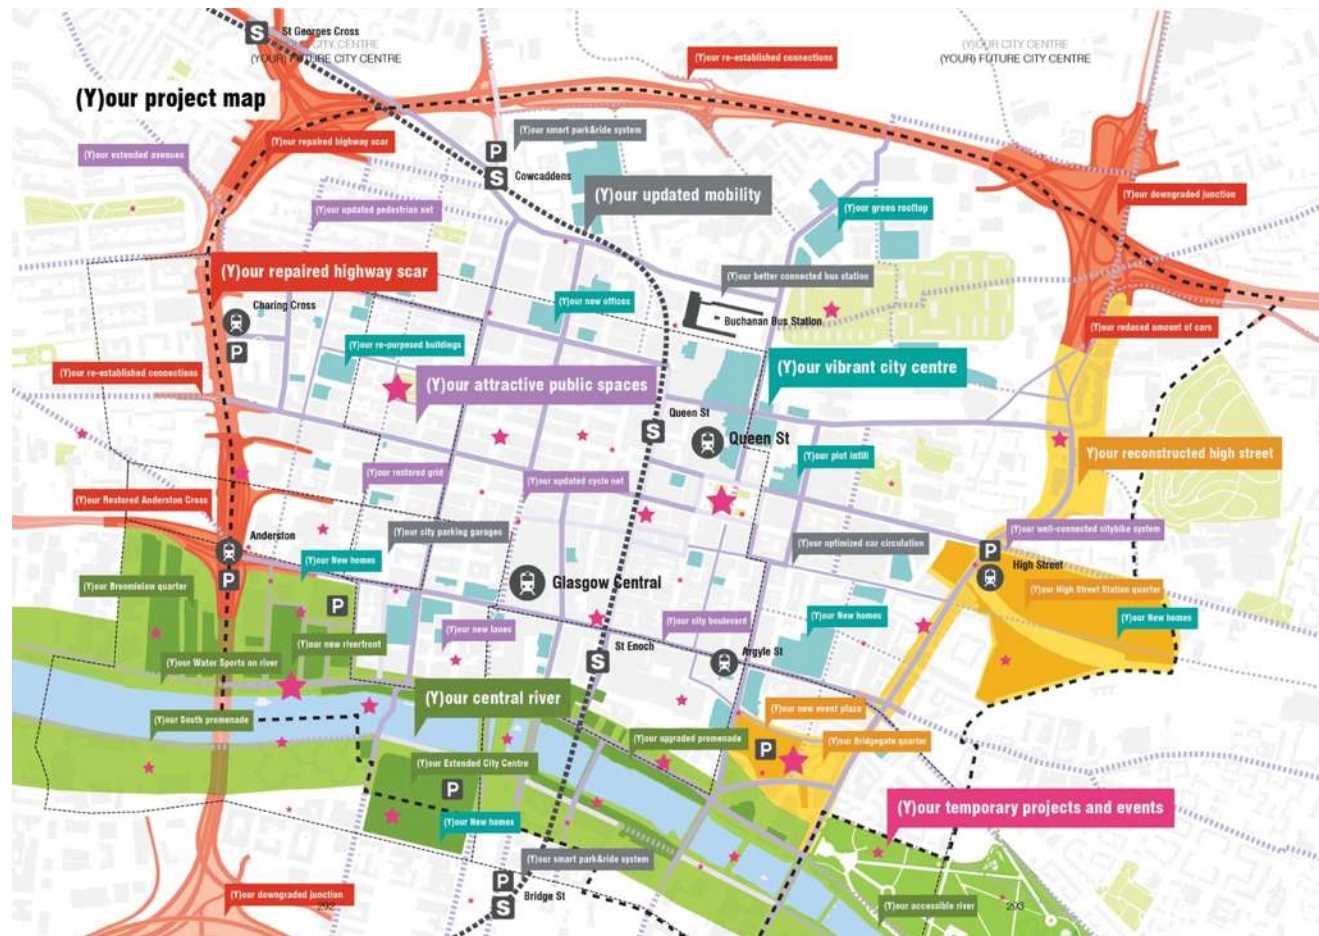 St Georges Cross
(Y)OUR CITY CENTRE
(YOUR) FUTURE CITY CENTRE
(Y)OUR CITY CENTRE
(YOUR) FUTURE CITY CENTRE
(Y)our re-established connections
(Y)our project map
(Y)our smart park&ride system
(Y)our repaired highway scar
(Y)our extended avenues
P
S
S
Cowcaddens
(Y)our updated mobility
(Y)our downgraded junction
(Y)our updated pedestrian net
(Y)our green rooftop
(Y)our repaired highway scar
(Y)our better connected bus station
Charing Cross
(Y)our new offices
Buchanan Bus Station
(Y)our reduced amount of cars
P
(Y)our re-purposed buildings
(Y)our re-established connections
(Y)our vibrant city centre
(Y)our attractive public spaces
Queen St
S
Queen St
(Y)our reconstructed high street
(Y)our plot infill
(Y)our restored grid
(Y)our updated cycle net
(Y)our Restored Anderston Cross
(Y)our city parking garages
(Y)our well-connected citybike system
Anderston
(Y)our optimized car circulation
P
High Street
(Y)our New homes
P
(Y)our Broomielaw quarter
Glasgow Central
(Y)our High Street Station quarter
P
(Y)our New homes
(Y)our New homes
(Y)our new lanes
(Y)our city boulevard
(Y)our new riverfront
St Enoch
S
Argyle St
(Y)our Water Sports on river
(Y)our central river
(Y)our South promenade
(Y)our new event plaza
(Y)our upgraded promenade
P
(Y)our Bridgegate quarter
(Y)our Extended City Centre
P
(Y)our temporary projects and events
(Y)our New homes
(Y)our smart park&ride system
P
S
Bridge St
(Y)our downgraded junction
292
(Y)our accessible river
293